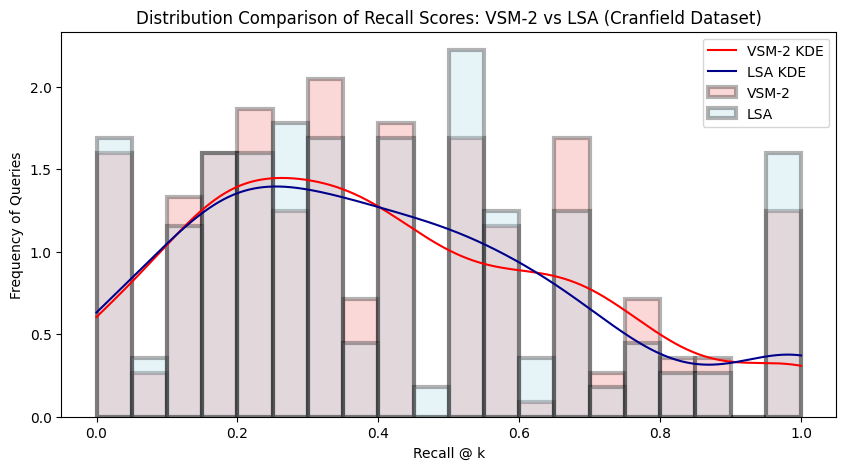 Distribution Comparison of Recall Scores: VSM-2 vs LSA (Cranfield Dataset)
VSM-2 KDE
LSA KDE
VSM-2
LSA
Frequency of Queries
2.0
1.5
1.0
0.5
0.0
0.0 0.2 0.4 0.6 0.8 1.0
Recall @ k